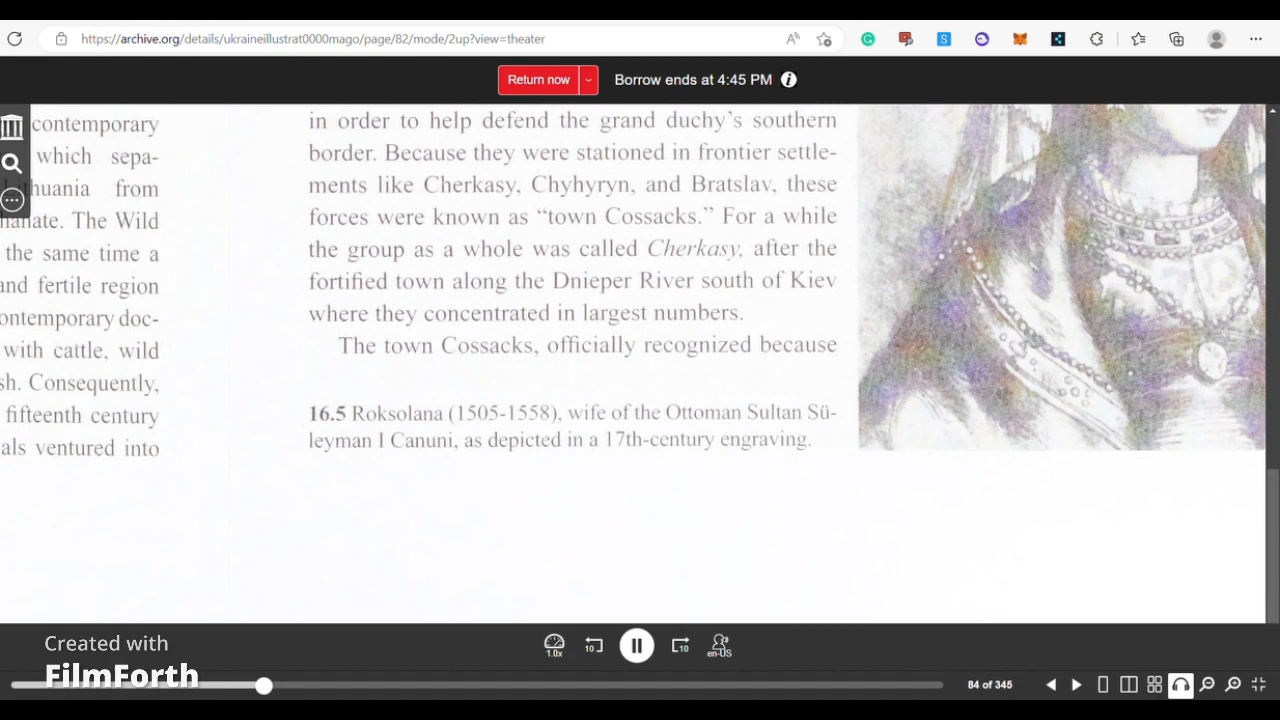 https://archive.org/details/ukraineillustrat0000mago/page/82/mode/2up?view=theater
Return now
Borrow ends at 4:45 PM
contemporary
which sepa-
from
The Wild
the same time a
and fertile region
with cattle, wild
Consequently,
fifteenth century
ventured into
in order to help defend the grand duchy's southern
border. Because they were stationed in frontier settle-
ments like Cherkasy, Chyhyryn, and Bratslav, these
forces were known as “town Cossacks.” For a while
the group as a whole was called Cherkasy, after the
fortified town along the Dnieper River south of Kiev
where they concentrated in largest numbers.
The town Cossacks, officially recognized because
16.5 Roksolana (1505-1558), wife of the Ottoman Sultan Sü-
leyman I Canuni, as depicted in a 17th-century engraving.
Created with
FilmForth
1.0x
10
10
en-US
84 of 345